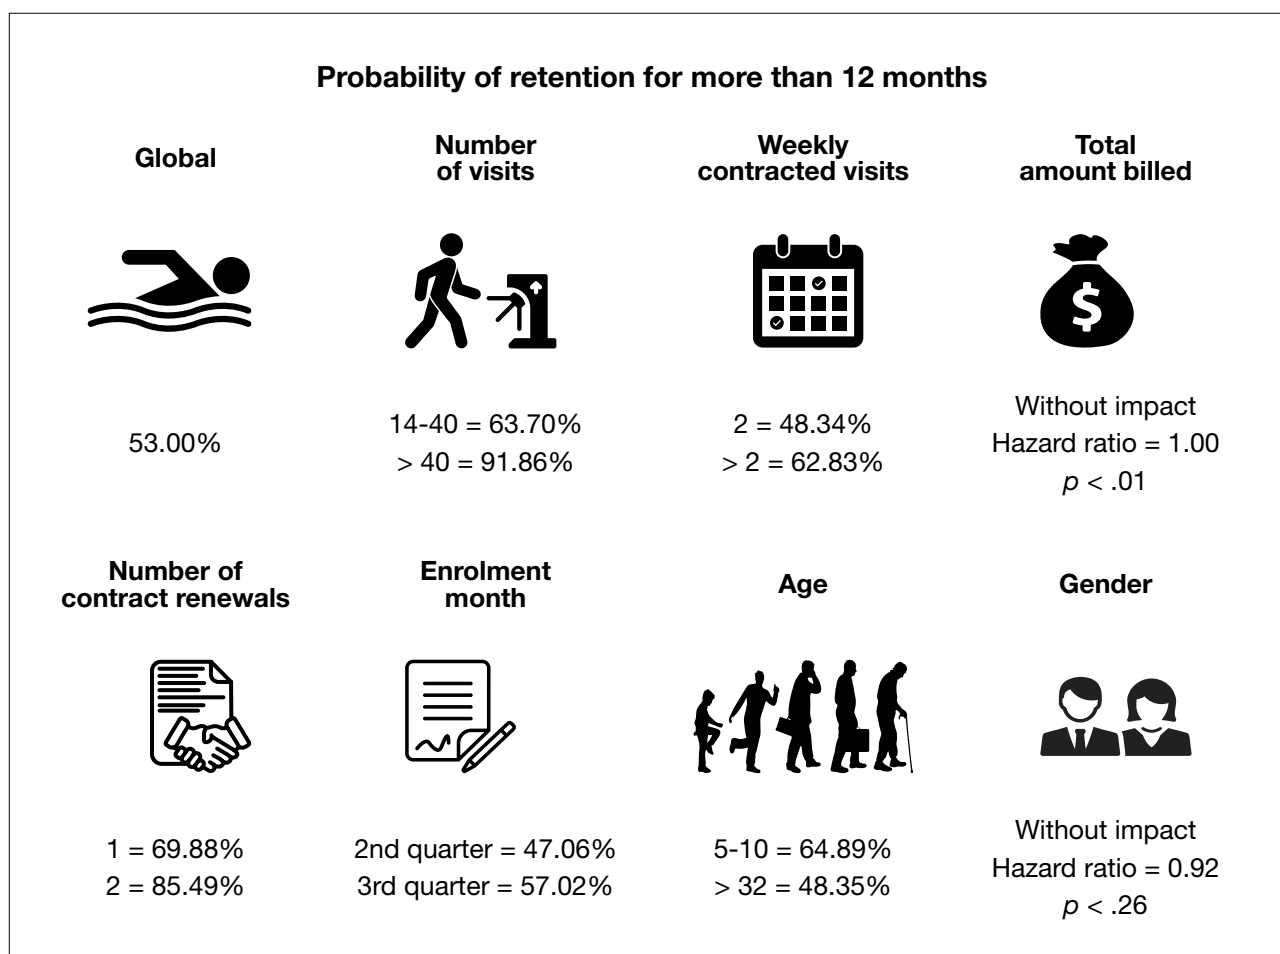 Probability of retention for more than 12 months
Global
Number
of visits
Weekly
contracted visits
Total
amount billed
$
53.00%
14-40 = 63.70%
> 40 = 91.86%
2 = 48.34%
> 2 = 62.83%
Without impact
Hazard ratio = 1.00
p < .01
Number of
contract renewals
Enrolment
month
Age
Gender
1 = 69.88%
2 = 85.49%
2nd quarter = 47.06%
3rd quarter = 57.02%
5-10 = 64.89%
> 32 = 48.35%
Without impact
Hazard ratio = 0.92
p < .26